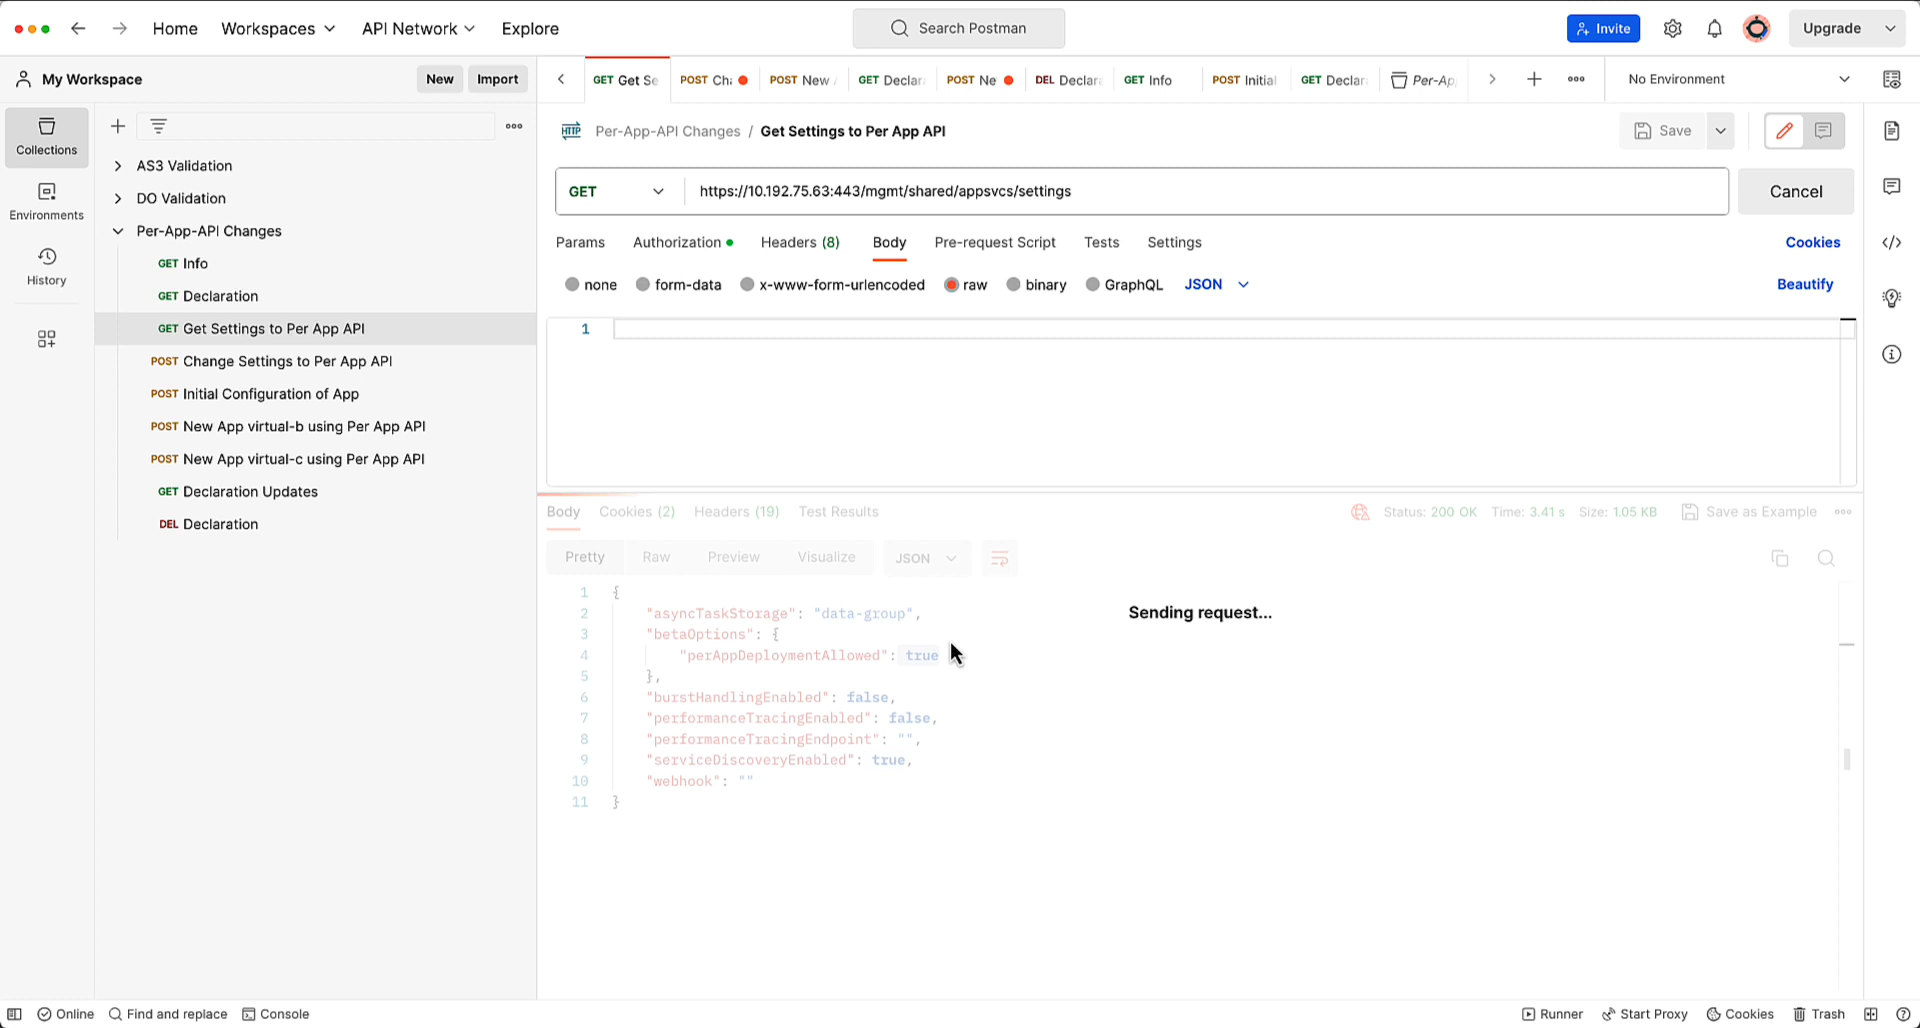 Home Workspaces API Network Explore Search Postman Invite Upgrade
My Workspace New Import GET Get Se POST Cha POST New GET Declar POST Ne DEL Declara GET Info POST Initial GET Declar Per-Ap No Environment
Collections
Environments
History
AS3 Validation
DO Validation
Per-App-API Changes
GET Info
GET Declaration
GET Get Settings to Per App API
POST Change Settings to Per App API
POST Initial Configuration of App
POST New App virtual-b using Per App API
POST New App virtual-c using Per App API
GET Declaration Updates
DEL Declaration
HTTP Per-App-API Changes / Get Settings to Per App API Save
GET https://10.192.75.63:443/mgmt/shared/appsvcs/settings Cancel
Params Authorization Headers (8) Body Pre-request Script Tests Settings Cookies
none form-data x-www-form-urlencoded raw binary GraphQL JSON Beautify
1
Body Cookies (2) Headers (19) Test Results Status: 200 OK Time: 3.41 s Size: 1.05 KB Save as Example
Pretty Raw Preview Visualize JSON
Sending request...
1 {
2 "asyncTaskStorage": "data-group",
3 "betaOptions": {
4 "perAppDeploymentAllowed": true
5 },
6 "burstHandlingEnabled": false,
7 "performanceTracingEnabled": false,
8 "performanceTracingEndpoint": "",
9 "serviceDiscoveryEnabled": true,
10 "webhook": ""
11 }
Online Find and replace Console Runner Start Proxy Cookies Trash